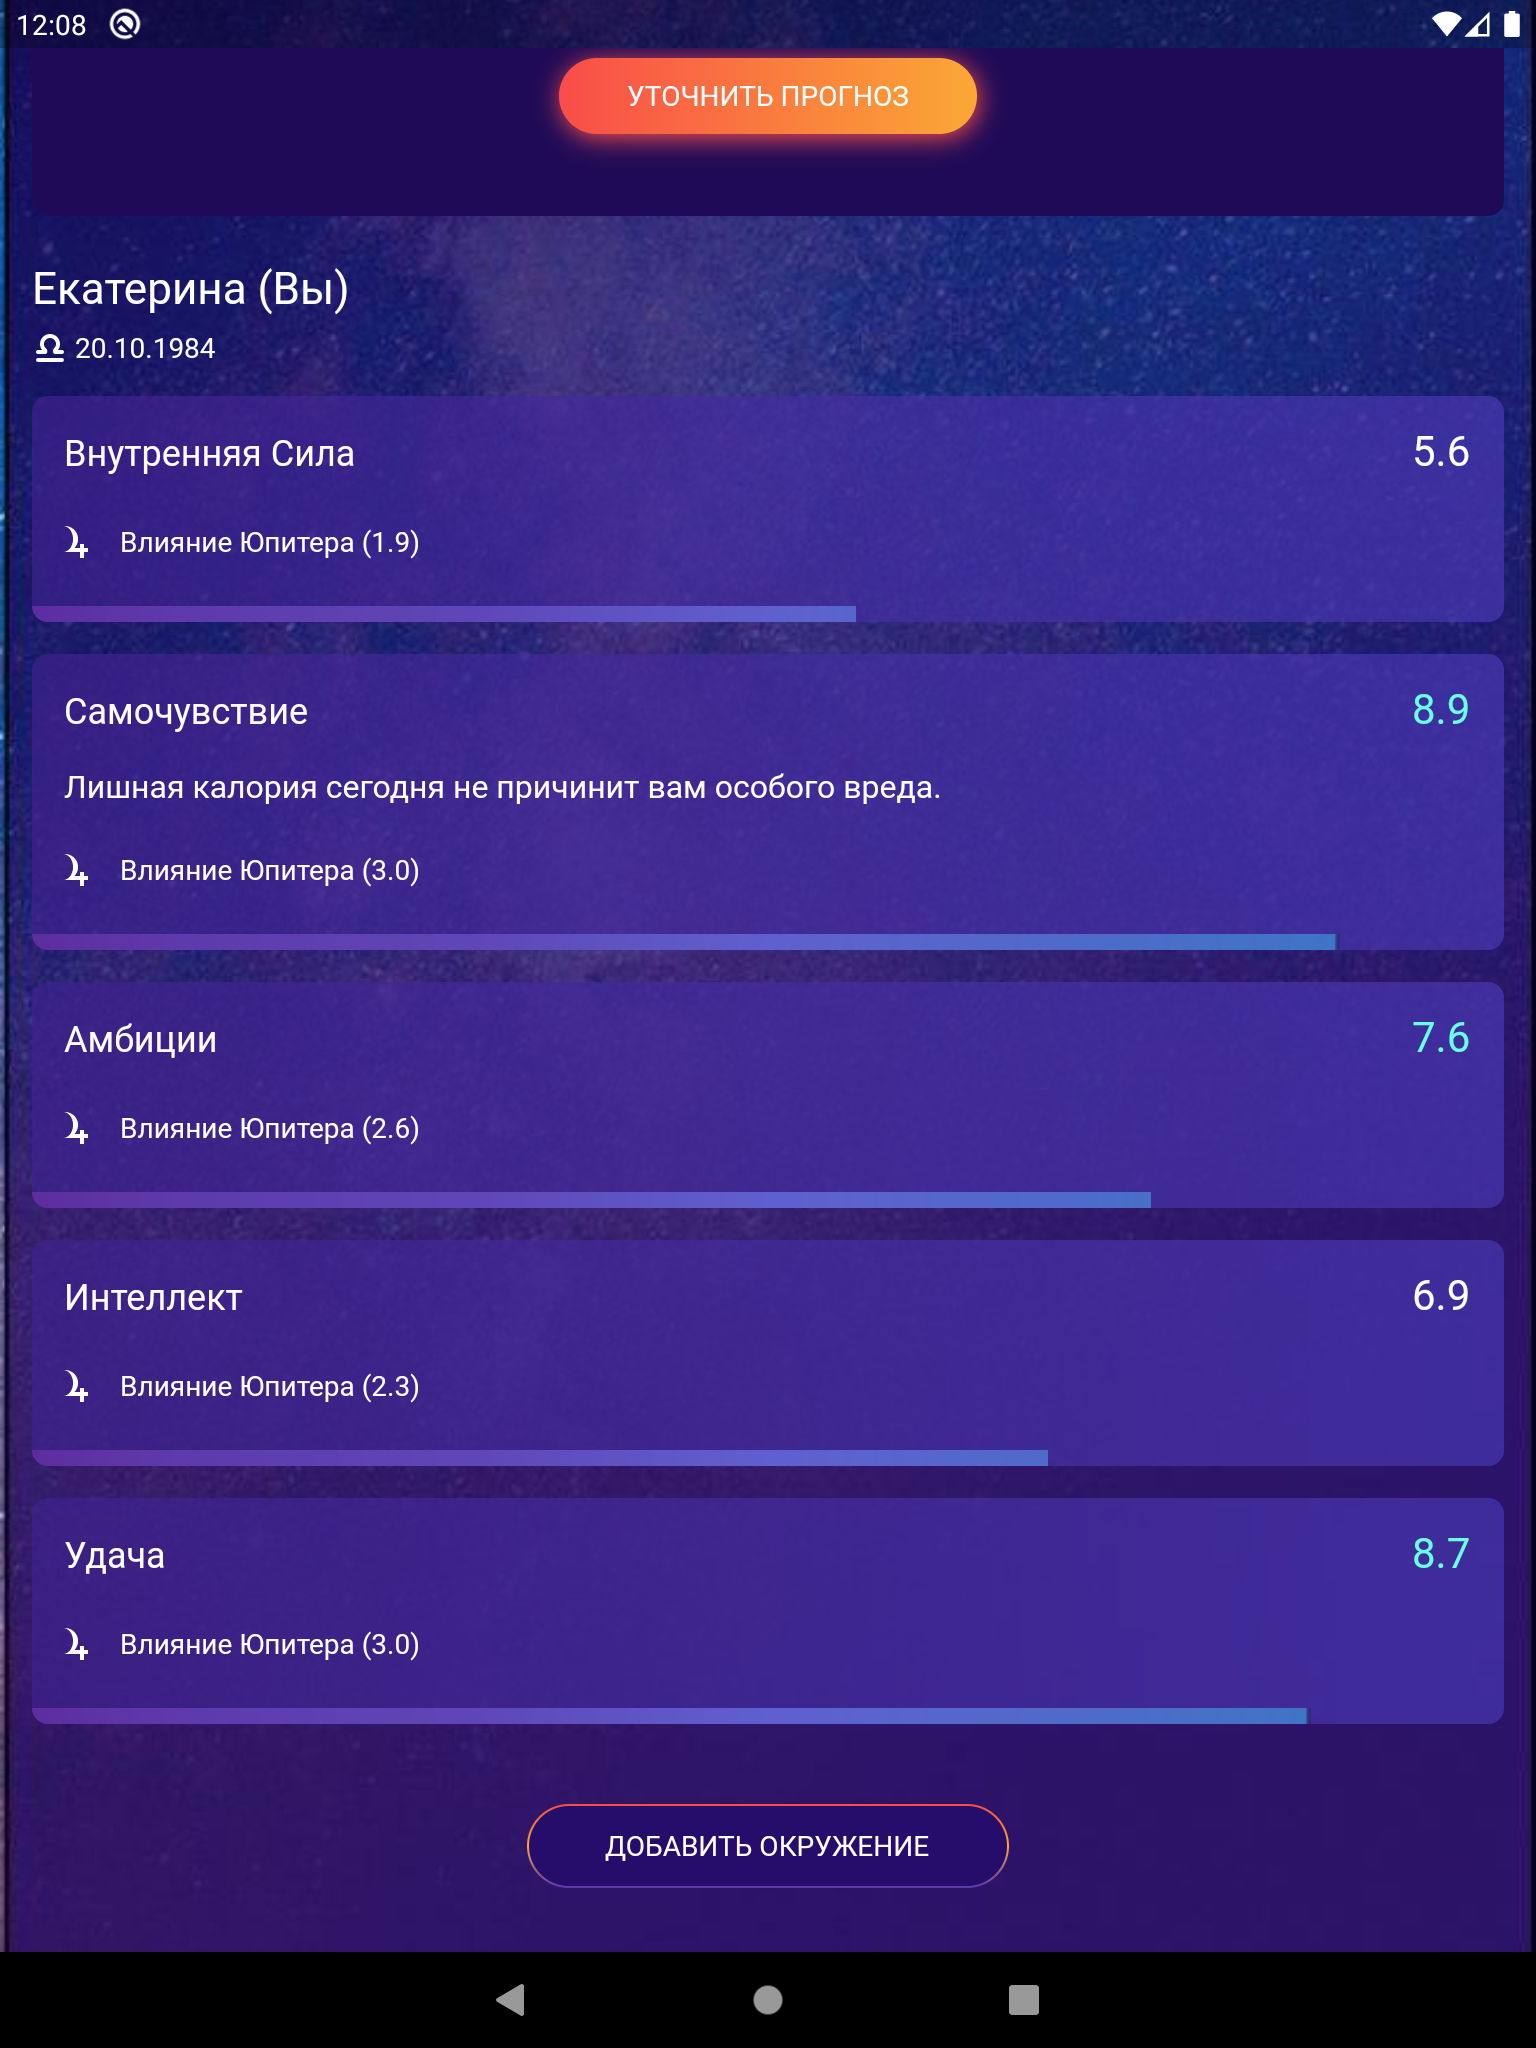 12:08
УТОЧНИТЬ ПРОГНОЗ
Екатерина (Вы)
20.10.1984
Внутренняя Сила
5.6
Влияние Юпитера (1.9)
Самочувствие
8.9
Лишная калория сегодня не причинит вам особого вреда.
Влияние Юпитера (3.0)
Амбиции
7.6
Влияние Юпитера (2.6)
Интеллект
6.9
Влияние Юпитера (2.3)
Удача
8.7
Влияние Юпитера (3.0)
ДОБАВИТЬ ОКРУЖЕНИЕ